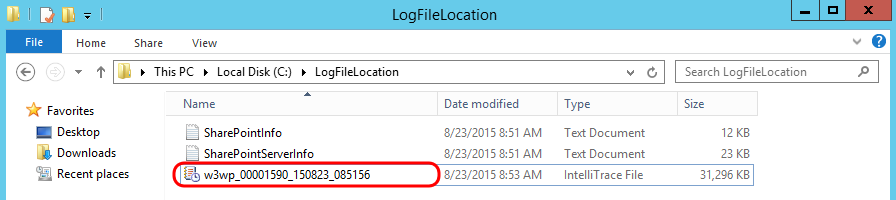 LogFileLocation
File Home Share View
This PC Local Disk (C:) LogFileLocation Search LogFileLocation
Favorites
Desktop
Downloads
Recent places
Name Date modified Type Size
SharePointInfo 8/23/2015 8:51 AM Text Document 12 KB
SharePointServerInfo 8/23/2015 8:51 AM Text Document 23 KB
w3wp_00001590_150823_085156 8/23/2015 8:53 AM IntelliTrace File 31,296 KB